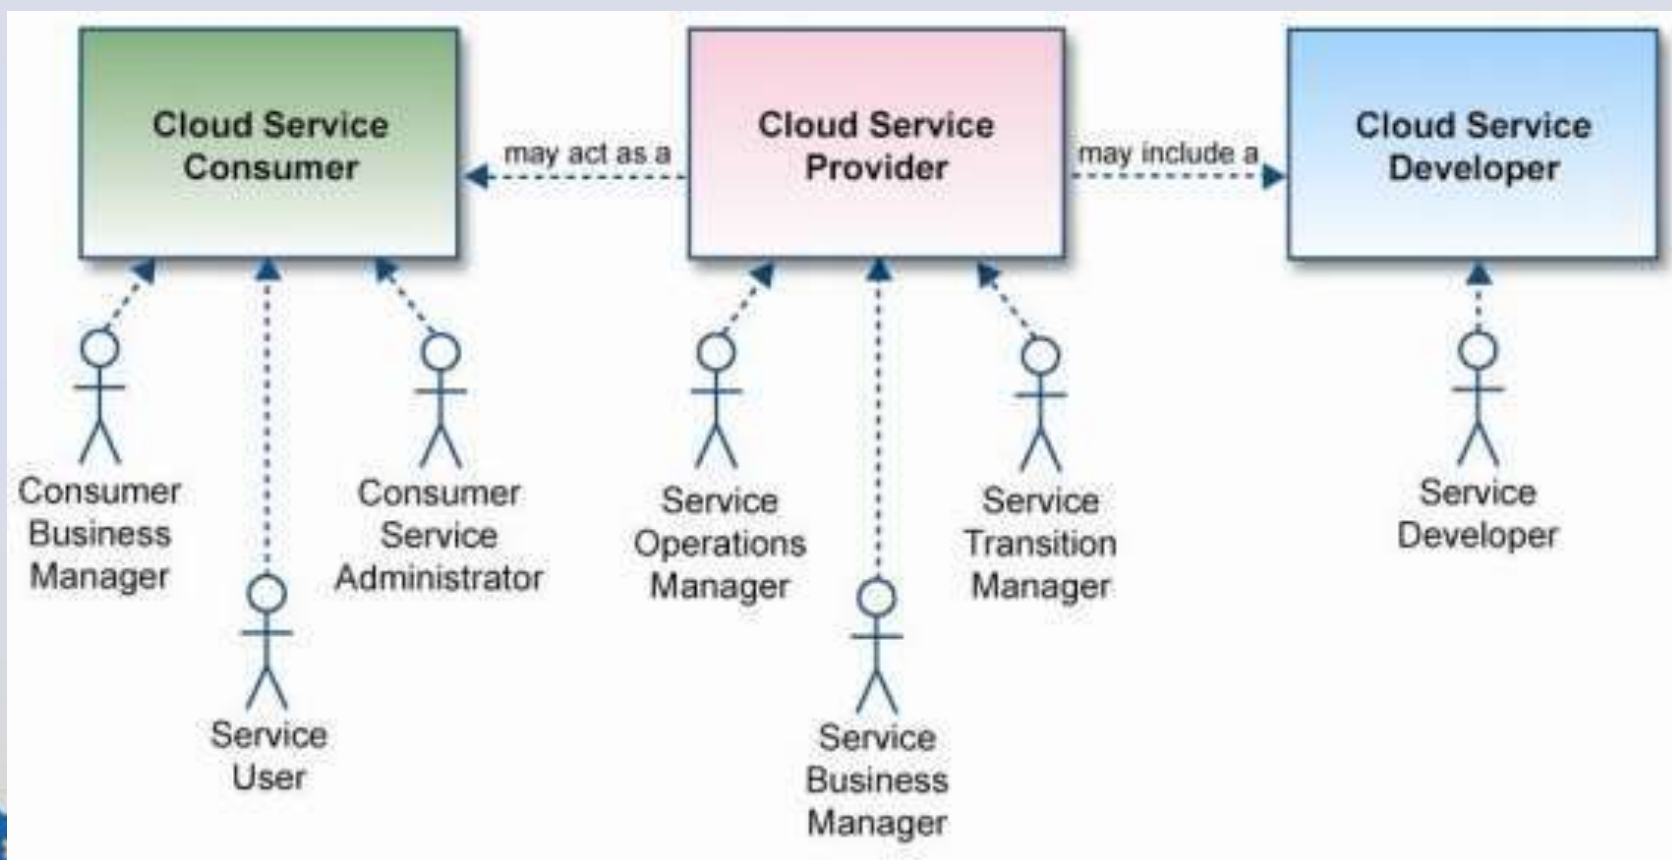 Cloud Service
Consumer
may act as a
Cloud Service
Provider
may include a
Cloud Service
Developer
Consumer
Business
Manager
Service
User
Consumer
Service
Administrator
Service
Operations
Manager
Service
Business
Manager
Service
Transition
Manager
Service
Developer